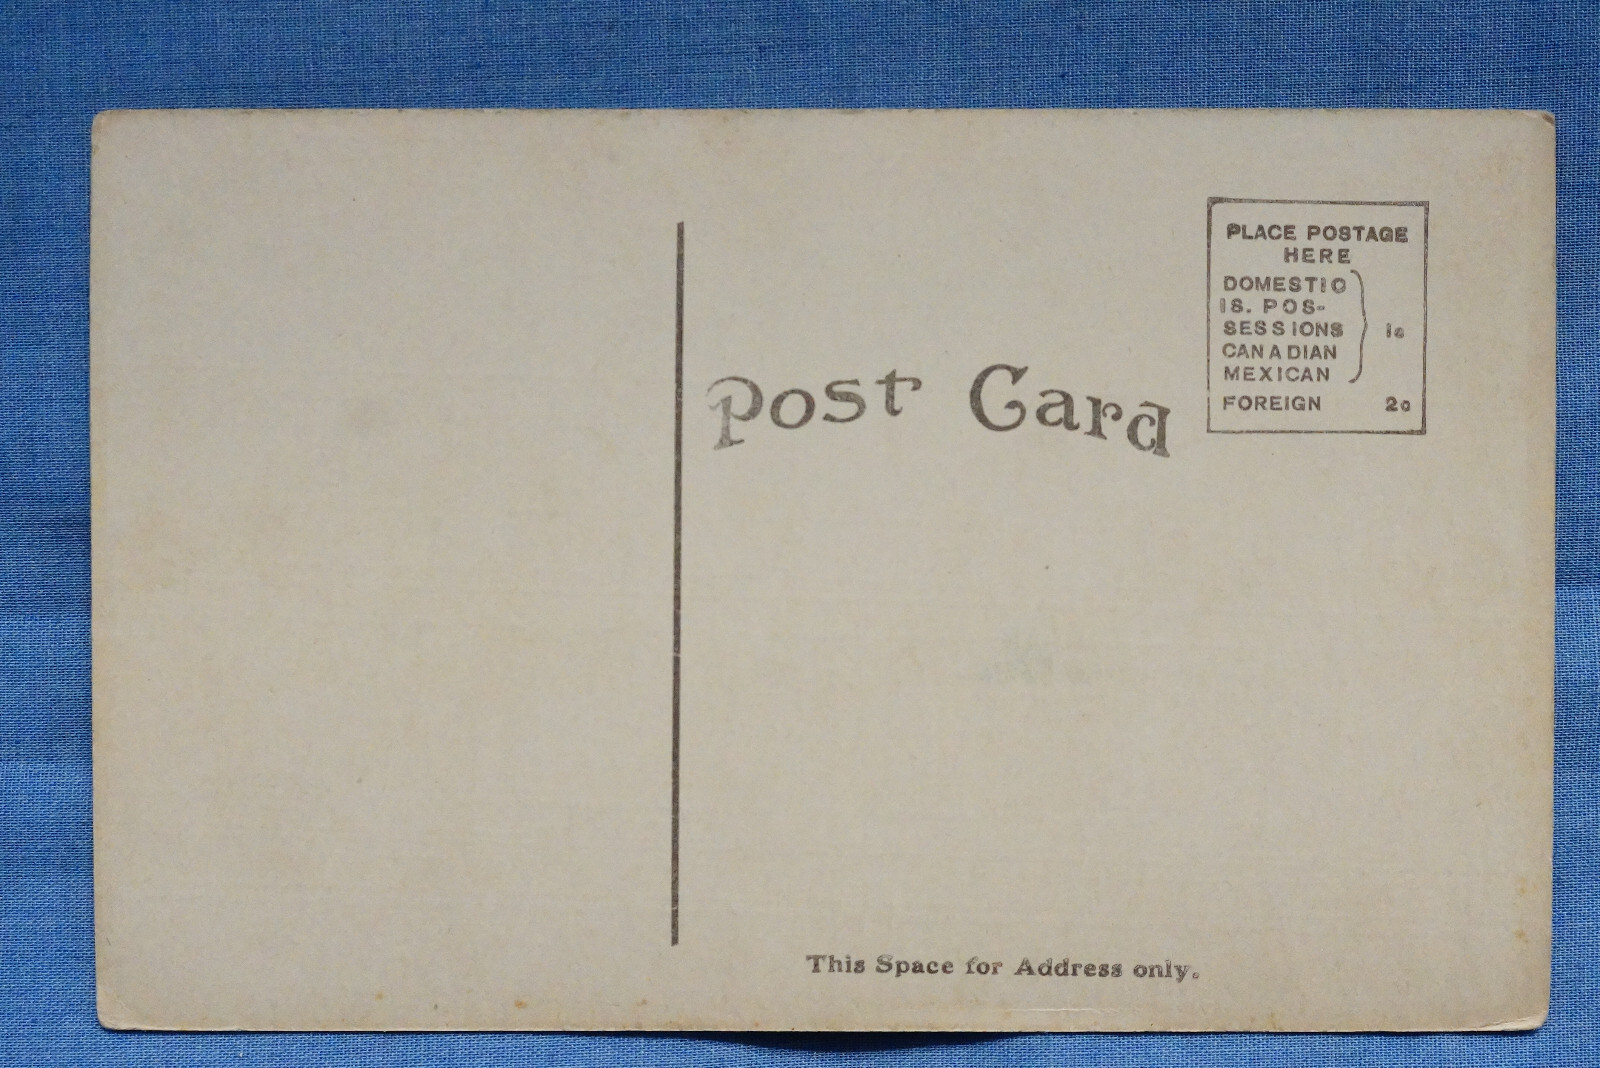 PLACE POSTAGE
HERE
DOMESTIC
IS. POS-
SESSIONS
CANADIAN
MEXICAN
1c
FOREIGN 2c
Post Card
This Space for Address only.